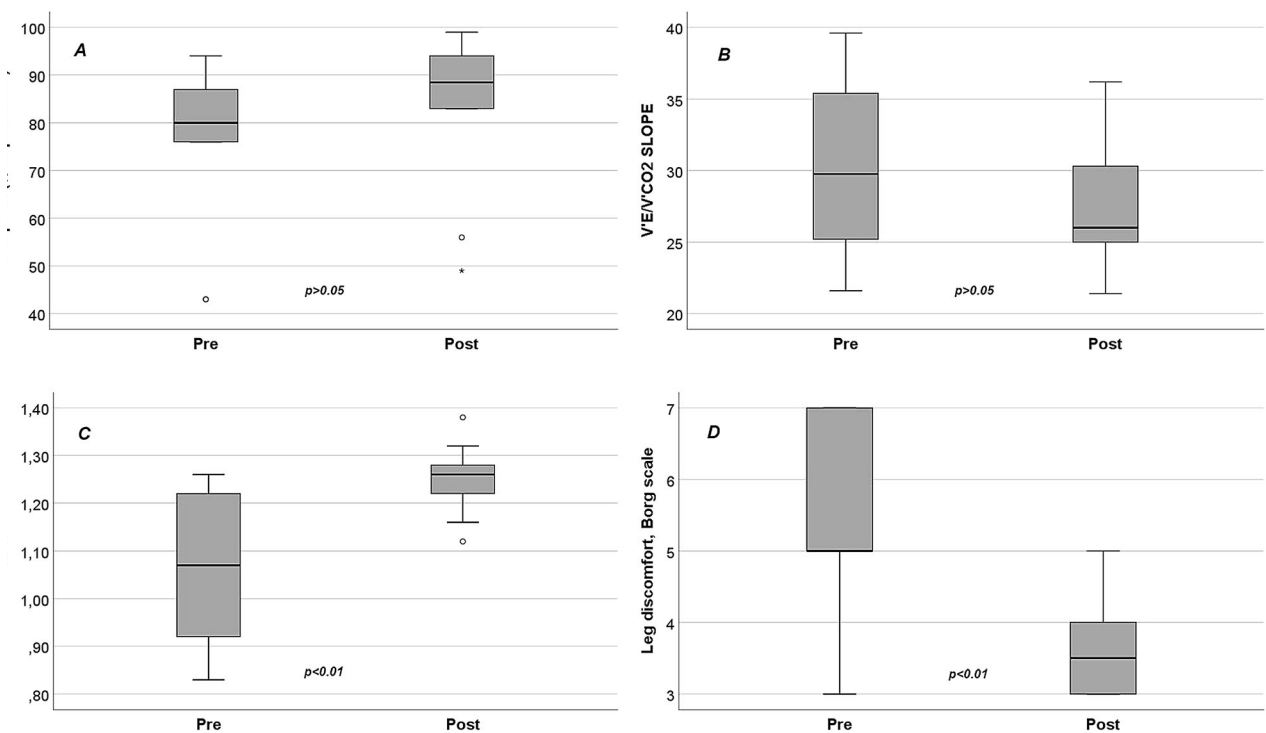 A
100
90
80
70
60
50
40
p>0.05
Pre
Post
B
V'E/V'CO2 SLOPE
40
35
30
25
20
p>0.05
Pre
Post
C
1,40
1,30
1,20
1,10
1,00
,90
,80
p<0.01
Pre
Post
D
Leg discomfort, Borg scale
7
6
5
4
3
p<0.01
Pre
Post